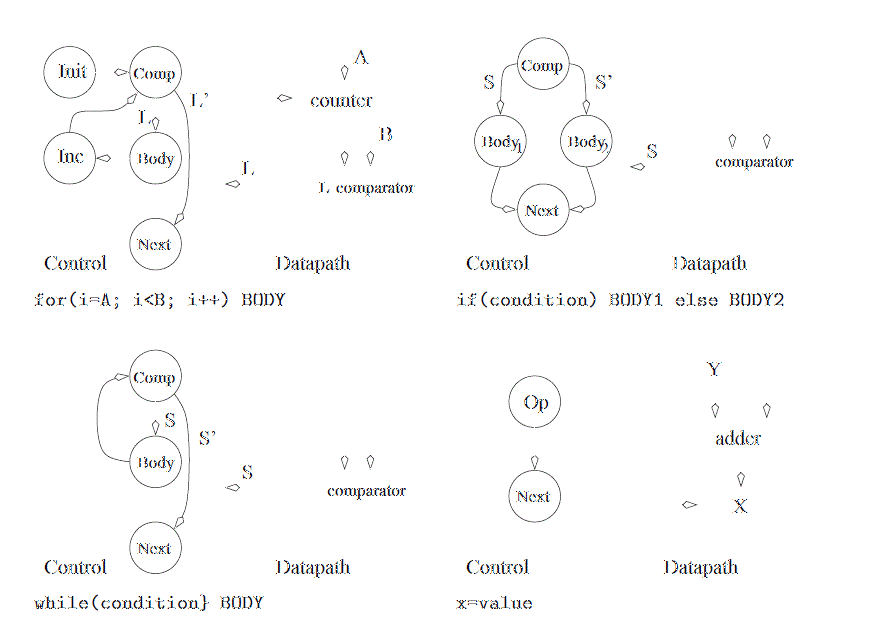 Init
Comp
L'
L
Inc
Body
Next
A
counter
B
L
L comparator
Control
Datapath
for(i=A; i<B; i++) BODY
Comp
S
S'
Body1
Body2
Next
S
comparator
Control
Datapath
if(condition) BODY1 else BODY2
Comp
S
S'
Body
Next
S
comparator
Control
Datapath
while(condition} BODY
Op
Next
Y
adder
X
Control
Datapath
x=value